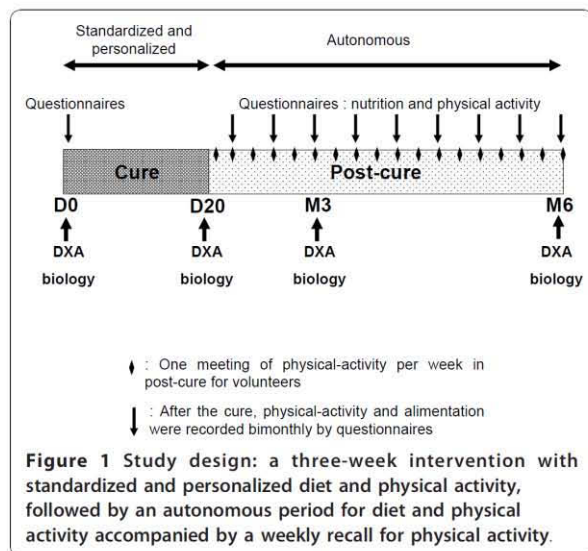 Standardized and
personalized
Autonomous
Questionnaires
Questionnaires : nutrition and physical activity
Cure
Post-cure
D0
D20
M3
M6
DXA
DXA
DXA
DXA
biology
biology
biology
biology
: One meeting of physical-activity per week in
post-cure for volunteers
: After the cure, physical-activity and alimentation
were recorded bimonthly by questionnaires
Figure 1 Study design: a three-week intervention with
standardized and personalized diet and physical activity,
followed by an autonomous period for diet and physical
activity accompanied by a weekly recall for physical activity.